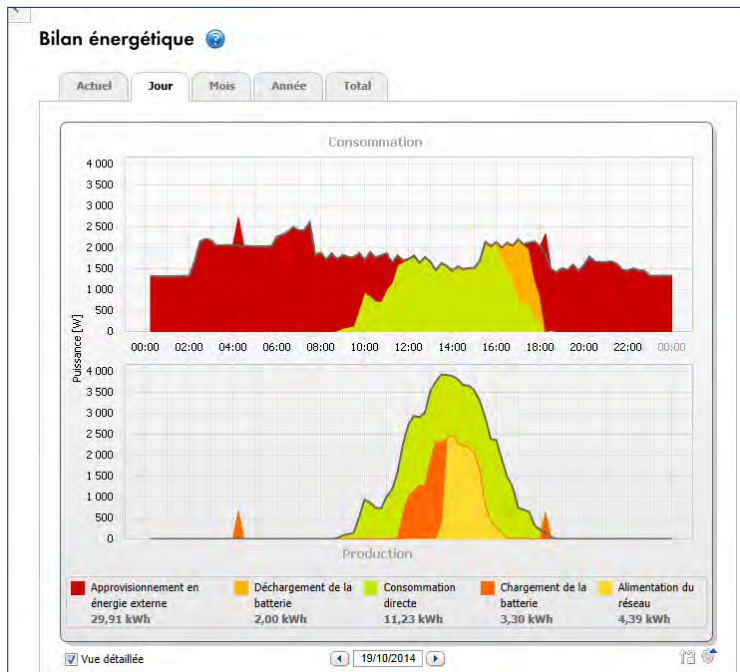 Bilan énergétique ?
Actuel Jour Mois Année Total
Consommation
4 000
3 500
3 000
2 500
2 000
1 500
1 000
500
0
00:00 02:00 04:00 06:00 08:00 10:00 12:00 14:00 16:00 18:00 20:00 22:00 00:00
Puissance [W]
4 000
3 500
3 000
2 500
2 000
1 500
1 000
500
0
Production
Approvisionnement en énergie externe
29,91 kWh
Déchargement de la batterie
2,00 kWh
Consommation directe
11,23 kWh
Chargement de la batterie
3,30 kWh
Alimentation du réseau
4,39 kWh
Vue détaillée
19/10/2014